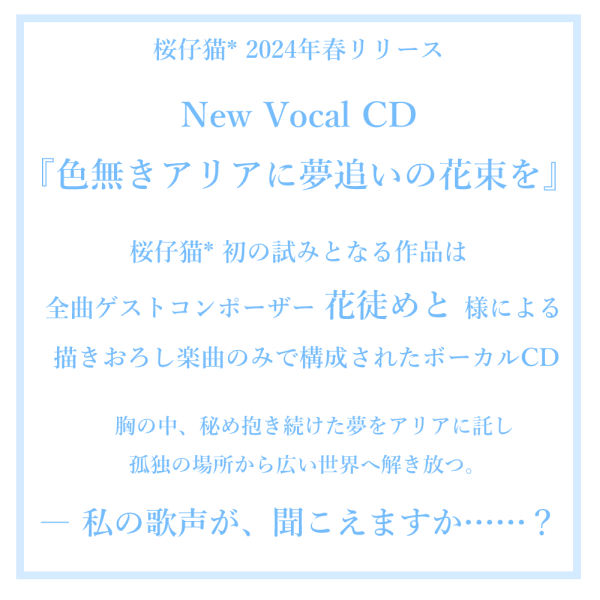 桜仔猫* 2024年春リリース
New Vocal CD
『色無きアリアに夢追いの花束を』
桜仔猫* 初の試みとなる作品は
全曲ゲストコンポーザー 花徒めと 様による
描きおろし楽曲のみで構成されたボーカルCD
胸の中、秘め抱き続けた夢をアリアに託し
孤独の場所から広い世界へ解き放つ。
― 私の歌声が、聞こえますか……？